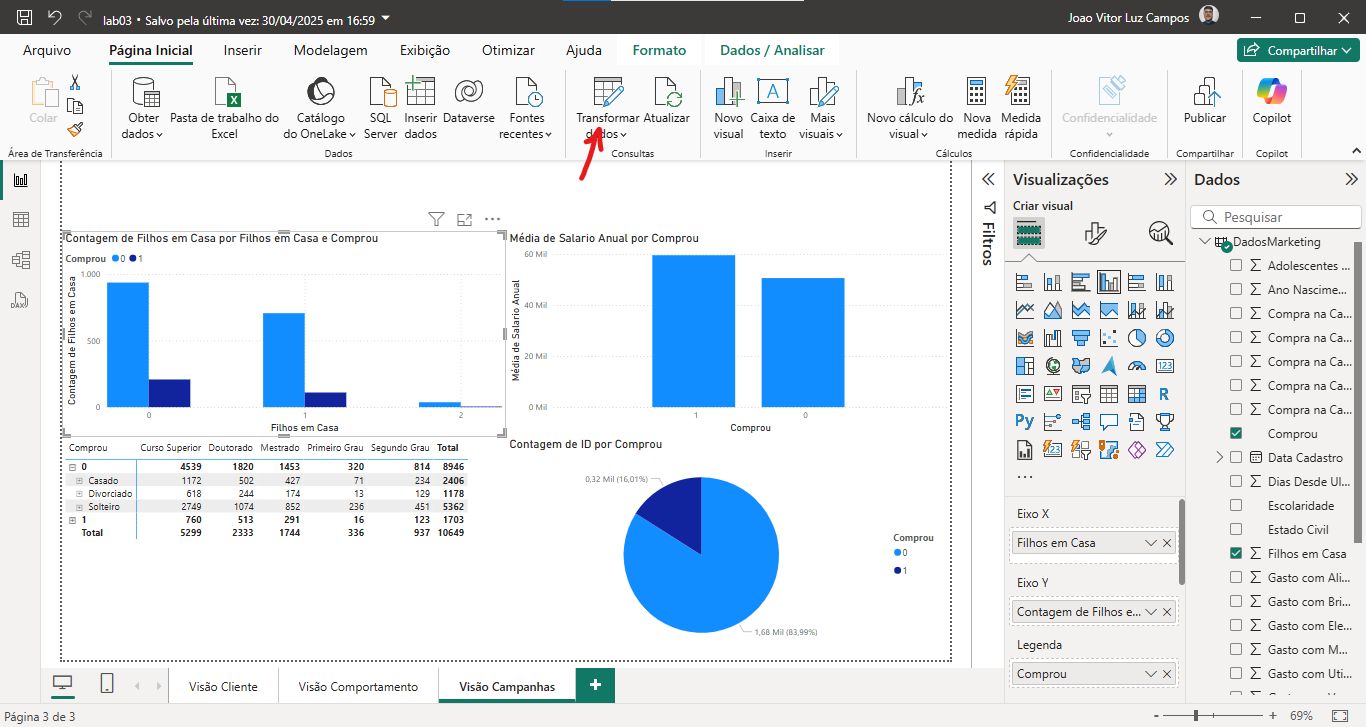 lab03 • Salvo pela última vez: 30/04/2025 em 16:59
Joao Vitor Luz Campos
Arquivo
Página Inicial
Inserir
Modelagem
Exibição
Otimizar
Ajuda
Formato
Dados / Analisar
Compartilhar
Colar
Obter dados
Pasta de trabalho do Excel
Catálogo do OneLake
SQL Server
Inserir dados
Dataverse
Fontes recentes
Transformar dados
Atualizar
Novo visual
Caixa de texto
Mais visuais
Novo cálculo do visual
Nova medida
Medida rápida
Confidencialidade
Publicar
Copilot
Área de Transferência
Dados
Consultas
Inserir
Cálculos
Confidencialidade
Compartilhar
Copilot
Contagem de Filhos em Casa por Filhos em Casa e Comprou
Comprou 0 1
Contagem de Filhos em Casa
1.000
500
0
0 1 2
Filhos em Casa
Média de Salario Anual por Comprou
Média de Salario Anual
60 Mil
40 Mil
20 Mil
0 Mil
1 0
Comprou
Comprou Curso Superior Doutorado Mestrado Primeiro Grau Segundo Grau Total
0 4539 1820 1453 320 814 8946
Casado 1172 502 427 71 234 2406
Divorciado 618 244 174 13 129 1178
Solteiro 2749 1074 852 236 451 5362
1 760 513 291 16 123 1703
Total 5299 2333 1744 336 937 10649
Contagem de ID por Comprou
0,32 Mil (16,01%)
1,68 Mil (83,99%)
Comprou
0
1
Filtros
Visualizações
Criar visual
123
R
Py
123
...
Eixo X
Filhos em Casa
Eixo Y
Contagem de Filhos e...
Legenda
Comprou
Dados
Pesquisar
DadosMarketing
Adolescentes ...
Ano Nascime...
Compra na Ca...
Compra na Ca...
Compra na Ca...
Compra na Ca...
Compra na Ca...
Comprou
Data Cadastro
Dias Desde Ul...
Escolaridade
Estado Civil
Filhos em Casa
Gasto com Ali...
Gasto com Bri...
Gasto com Ele...
Gasto com M...
Gasto com Uti...
Visão Cliente
Visão Comportamento
Visão Campanhas
+
Página 3 de 3
- + 69%